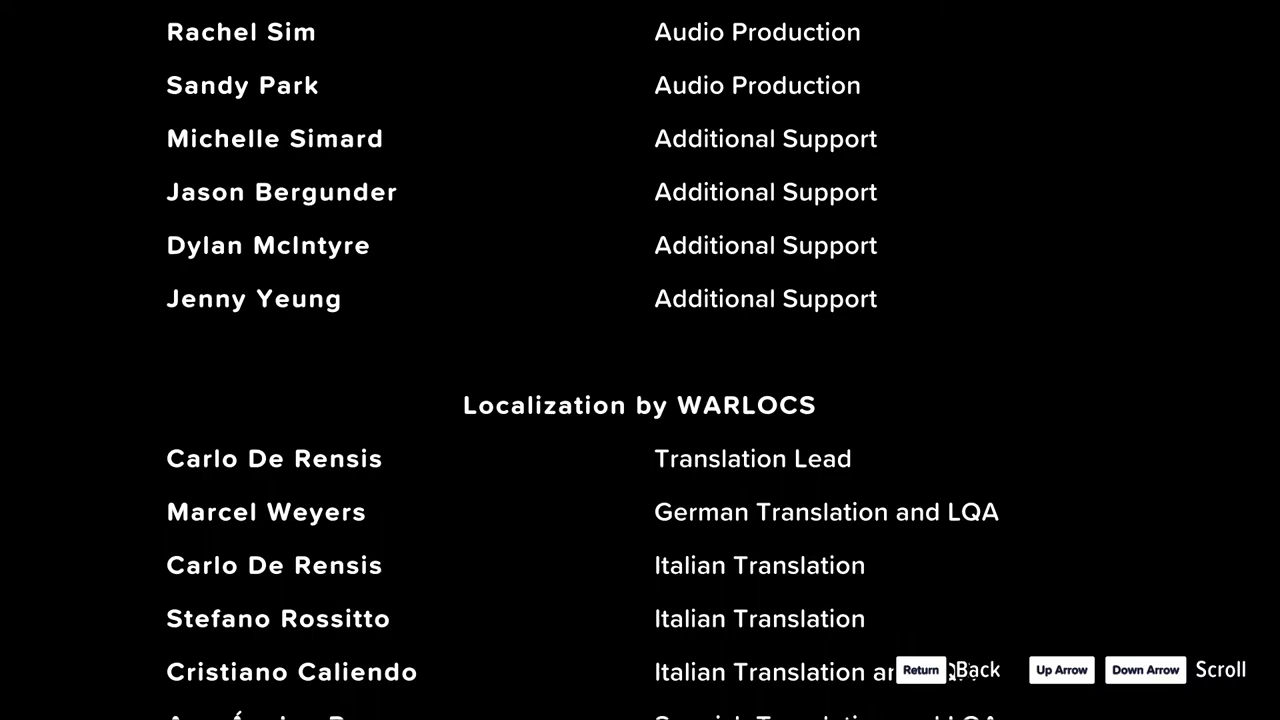 Rachel Sim Audio Production
Sandy Park Audio Production
Michelle Simard Additional Support
Jason Bergunder Additional Support
Dylan McIntyre Additional Support
Jenny Yeung Additional Support
Localization by WARLOCS
Carlo De Rensis Translation Lead
Marcel Weyers German Translation and LQA
Carlo De Rensis Italian Translation
Stefano Rossitto Italian Translation
Cristiano Caliendo Italian Translation
Return Back Up Arrow Down Arrow Scroll